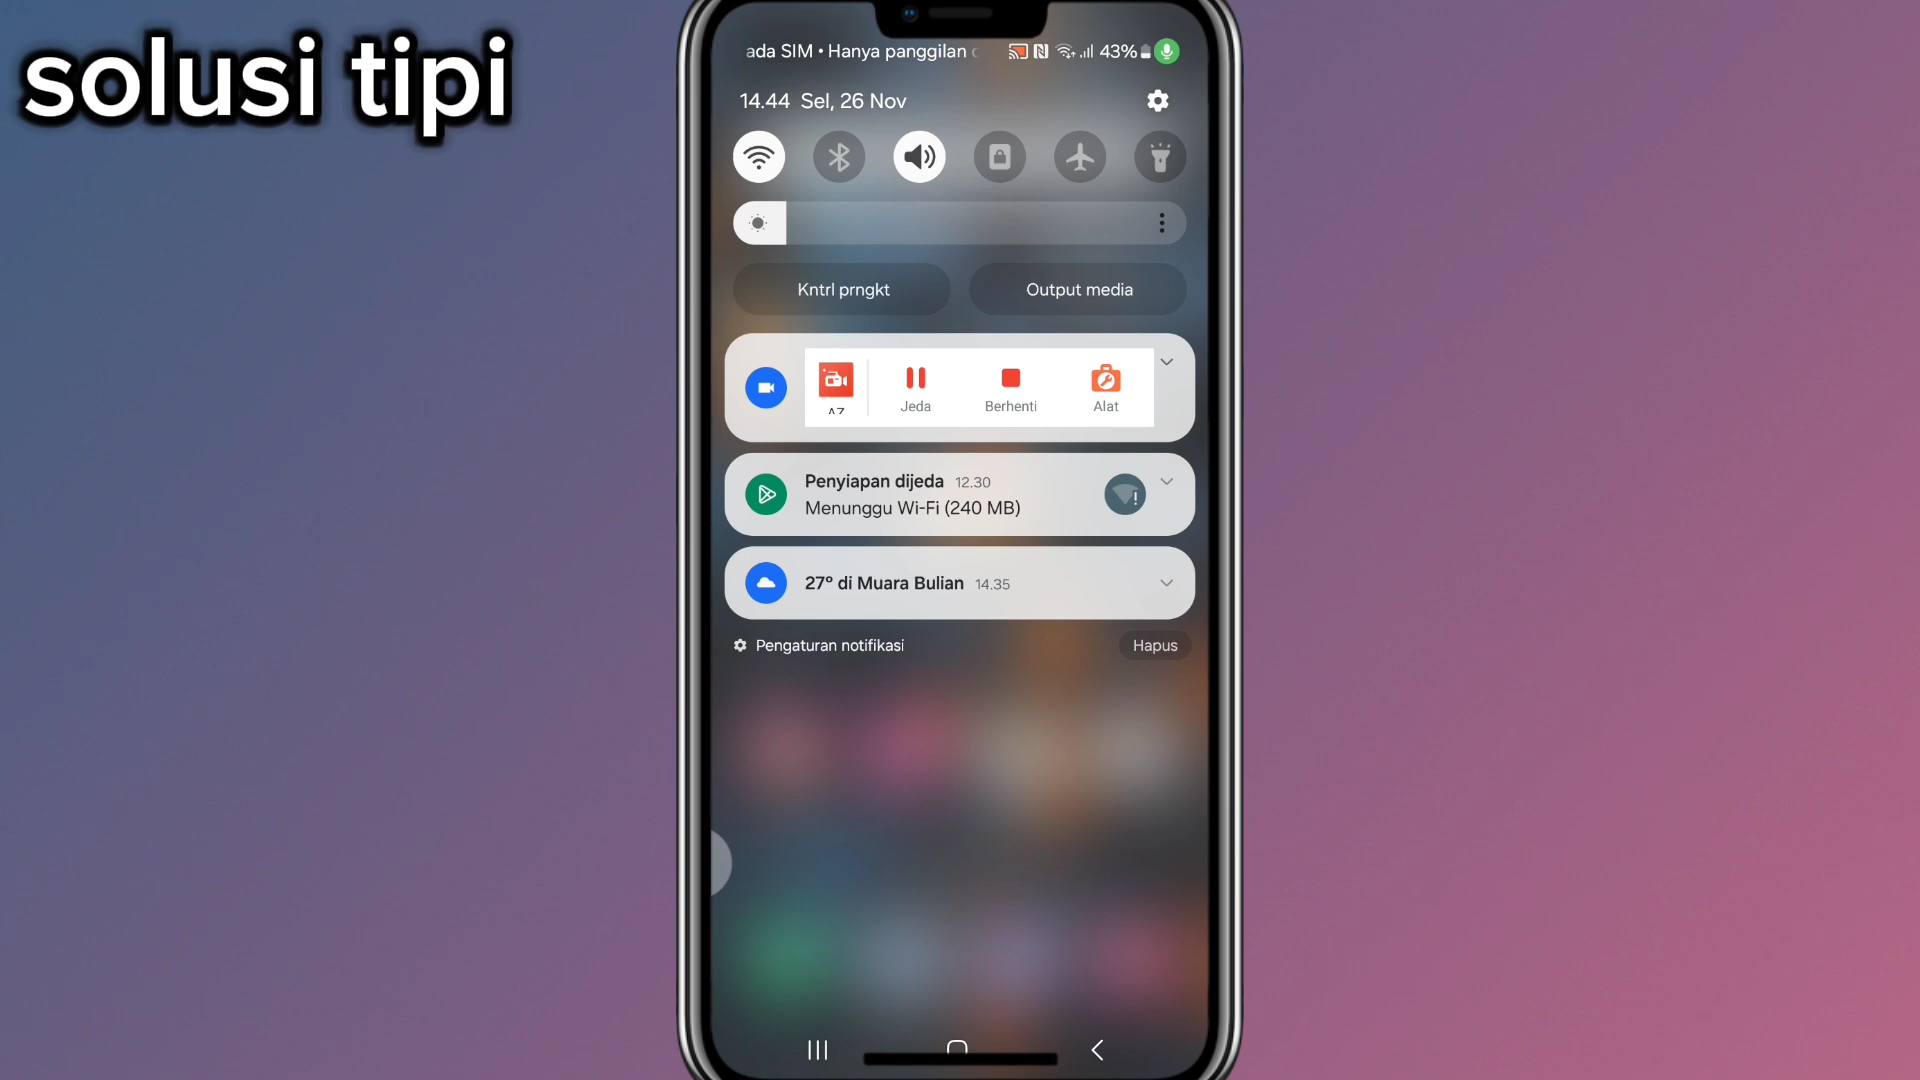 solusi tipi
ada SIM • Hanya panggilan
43%
14.44 Sel, 26 Nov
Kntrl prngkt
Output media
AZ
Jeda
Berhenti
Alat
Penyiapan dijeda 12.30
Menunggu Wi-Fi (240 MB)
27° di Muara Bulian 14.35
Pengaturan notifikasi
Hapus